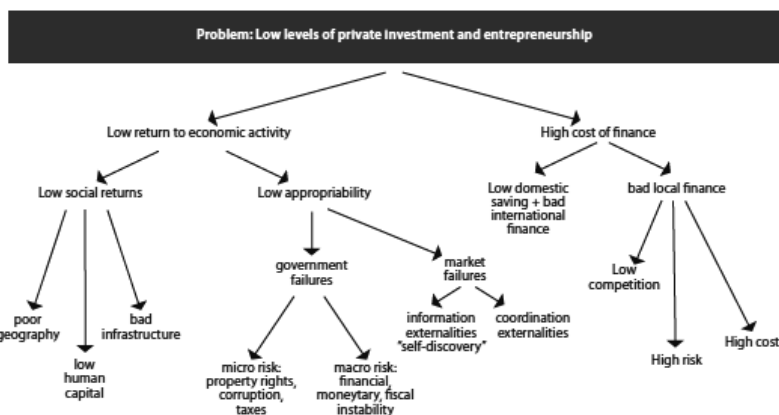 Problem: Low levels of private investment and entrepreneurship
Low return to economic activity
High cost of finance
Low social returns
Low appropriability
Low domestic
saving + bad
international
finance
bad local finance
government
failures
market
failures
Low
competition
poor
geography
bad
infrastructure
information
externalities
"self-discovery"
coordination
externalities
High cost
low
human
capital
micro risk:
property rights,
corruption,
taxes
macro risk:
financial,
moneytary, fiscal
instability
High risk